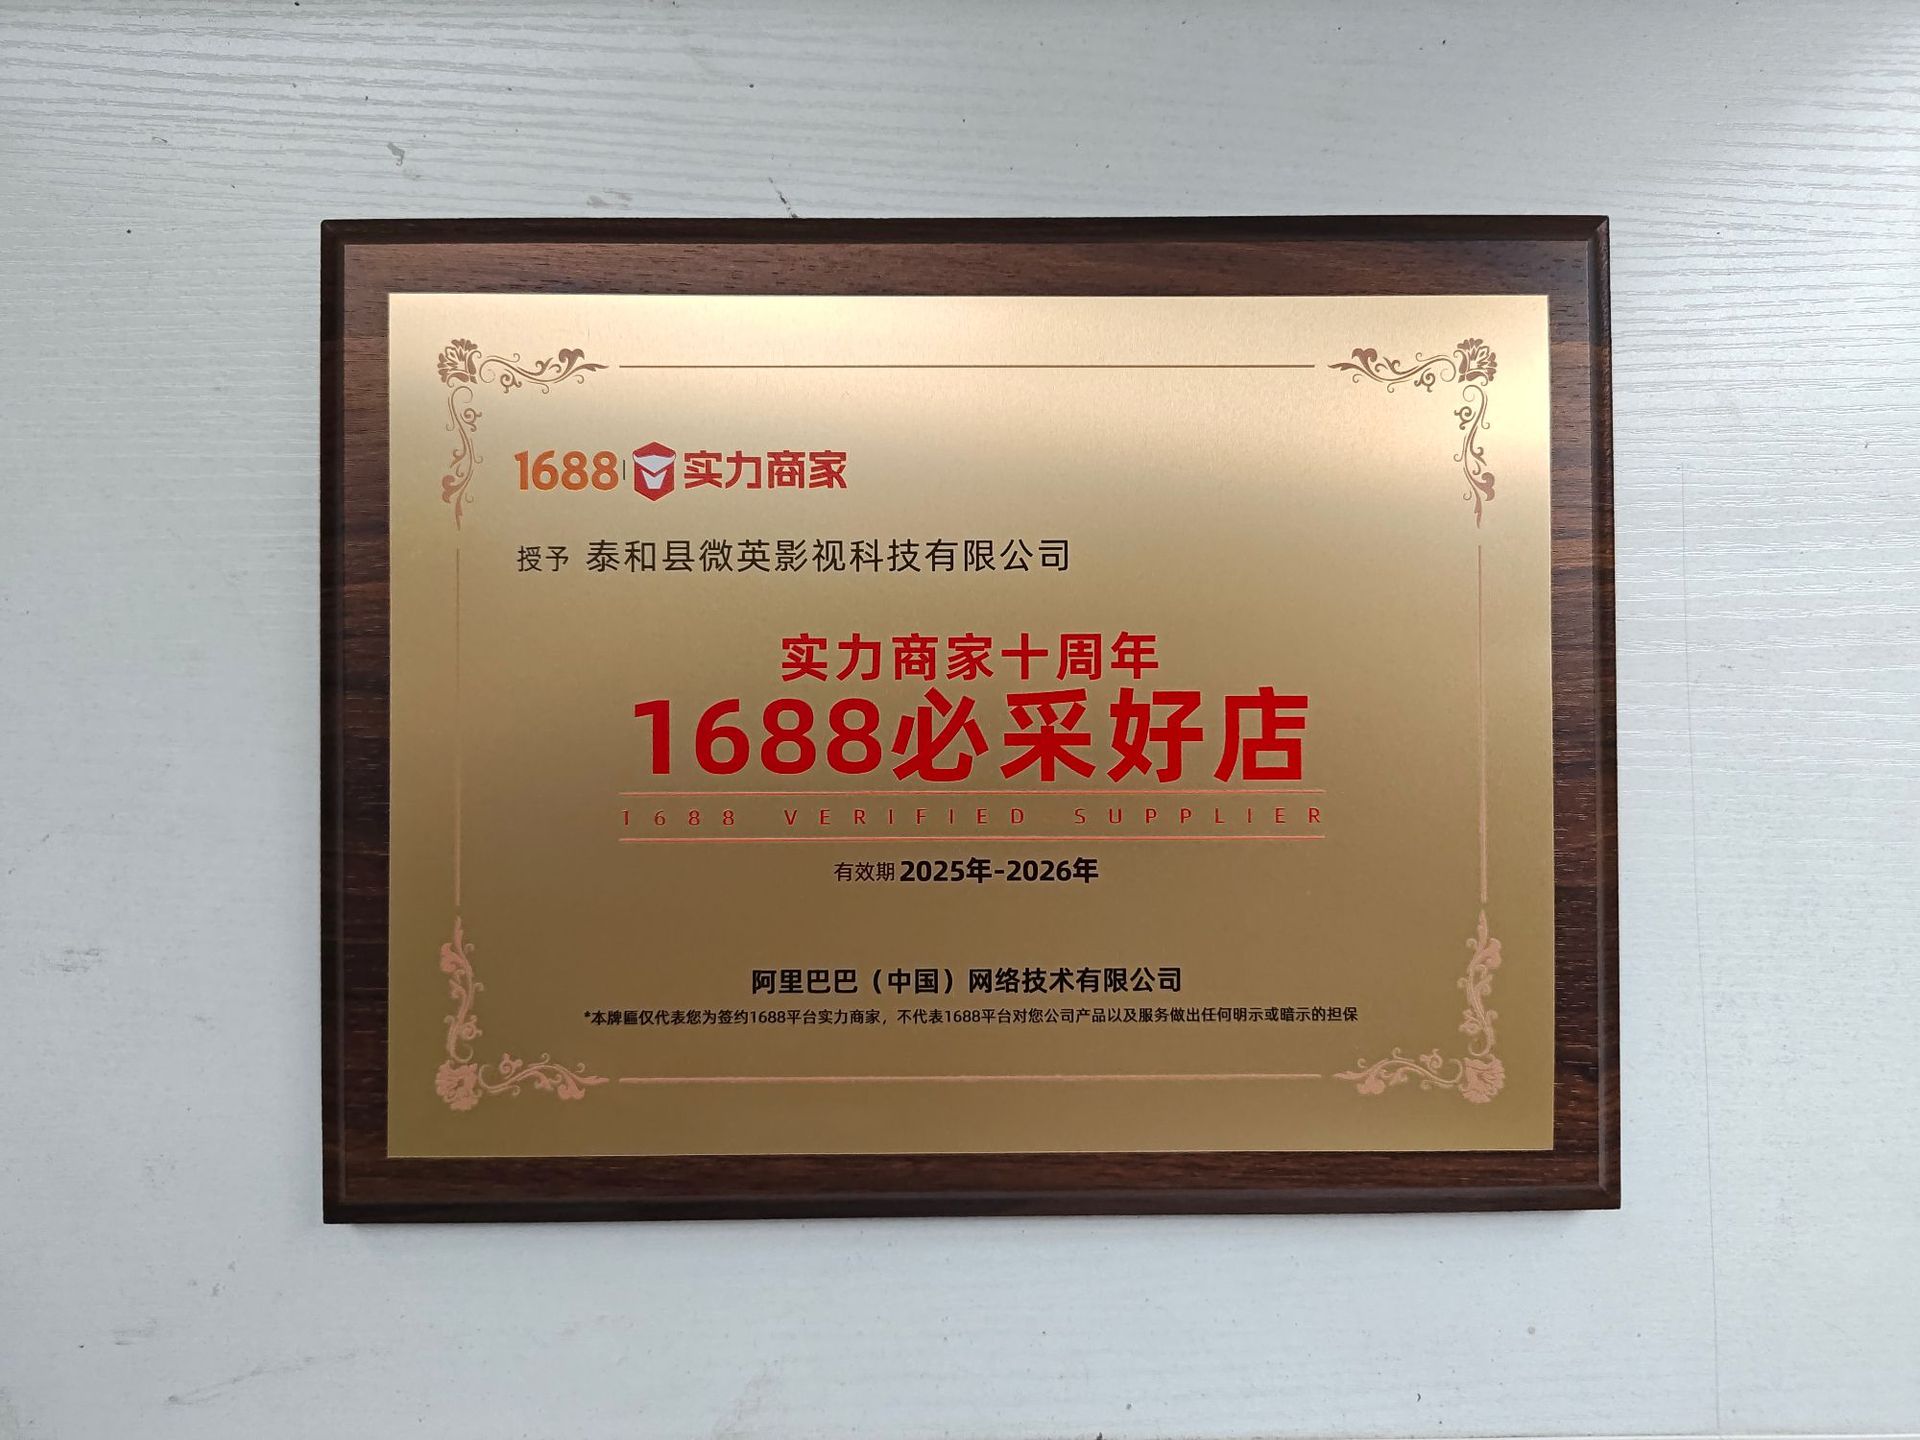 1688 实力商家
授予 泰和县微英影视科技有限公司
实力商家十周年
1688必采好店
1688 VERIFIED SUPPLIER
有效期 2025年-2026年
阿里巴巴（中国）网络技术有限公司
*本牌匾仅代表您为签约1688平台实力商家，不代表1688平台对您公司产品以及服务做出任何明示或暗示的担保